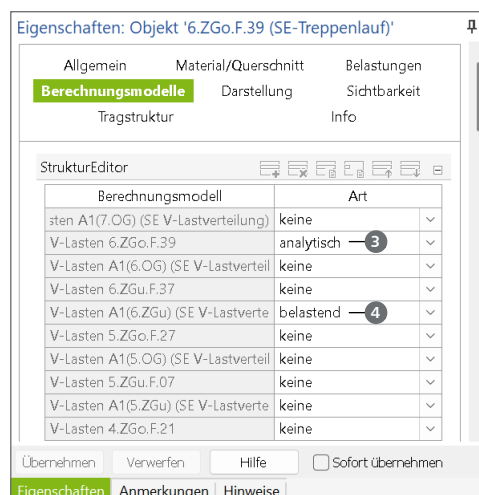 Eigenschaften: Objekt '6.ZGo.F.39 (SE-Treppenlauf)'
Allgemein Material/Querschnitt Belastungen
Berechnungsmodelle Darstellung Sichtbarkeit
Tragstruktur Info
StrukturEditor
Berechnungsmodell Art
sten A1(7.OG) (SE V-Lastverteilung) keine
V-Lasten 6.ZGo.F.39 analytisch 3
V-Lasten A1(6.OG) (SE V-Lastverteil keine
V-Lasten 6.ZGu.F.37 keine
V-Lasten A1(6.ZGu) (SE V-Lastverte belastend 4
V-Lasten 5.ZGo.F.27 keine
V-Lasten A1(5.OG) (SE V-Lastverteil keine
V-Lasten 5.ZGu.F.07 keine
V-Lasten A1(5.ZGu) (SE V-Lastverte keine
V-Lasten 4.ZGo.F.21 keine
Übernehmen Verwerfen Hilfe Sofort übernehmen
Eigenschaften Anmerkungen Hinweise